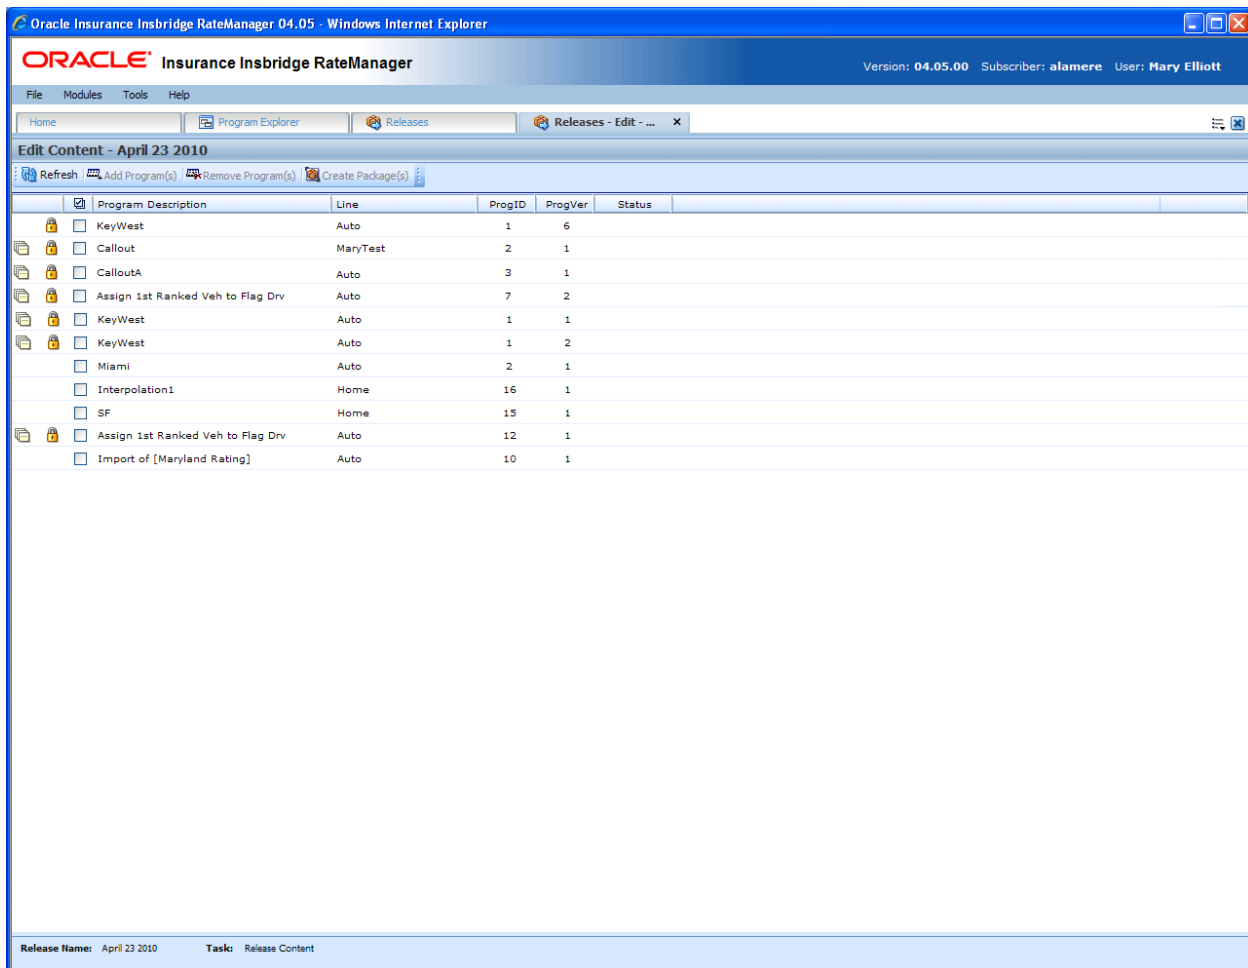 Oracle Insurance Insbridge RateManager 04.05 - Windows Internet Explorer
ORACLE Insurance Insbridge RateManager
Version: 04.05.00 Subscriber: alamere User: Mary Elliott
File Modules Tools Help
Home Program Explorer Releases Releases - Edit - ... x
Edit Content - April 23 2010
Refresh Add Program(s) Remove Program(s) Create Package(s)
Program Description Line ProgID ProgVer Status
KeyWest Auto 1 6
Callout MaryTest 2 1
CalloutA Auto 3 1
Assign 1st Ranked Veh to Flag Drv Auto 7 2
KeyWest Auto 1 1
KeyWest Auto 1 2
Miami Auto 2 1
Interpolation1 Home 16 1
SF Home 15 1
Assign 1st Ranked Veh to Flag Drv Auto 12 1
Import of [Maryland Rating] Auto 10 1
Release Name: April 23 2010 Task: Release Content